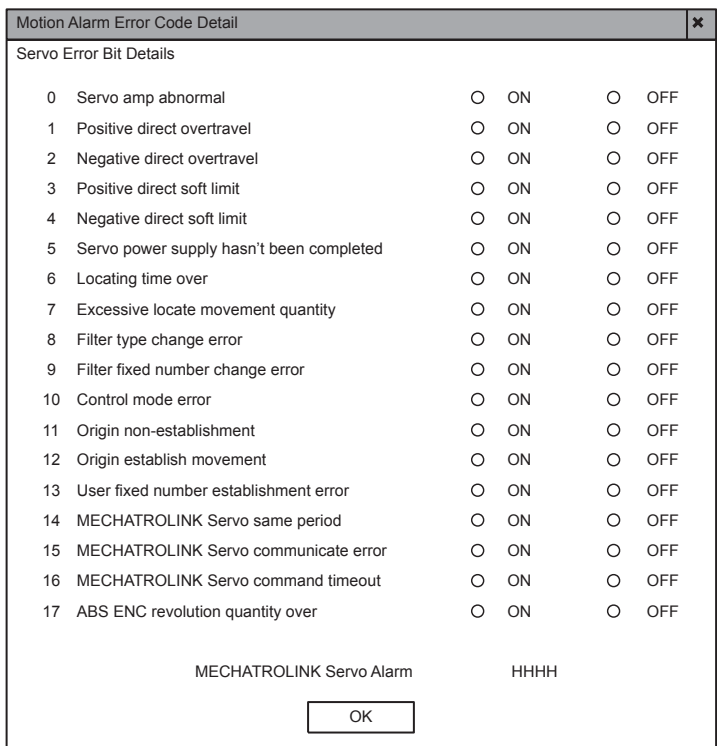 Motion Alarm Error Code Detail
Servo Error Bit Details
0 Servo amp abnormal ON OFF
1 Positive direct overtravel ON OFF
2 Negative direct overtravel ON OFF
3 Positive direct soft limit ON OFF
4 Negative direct soft limit ON OFF
5 Servo power supply hasn't been completed ON OFF
6 Locating time over ON OFF
7 Excessive locate movement quantity ON OFF
8 Filter type change error ON OFF
9 Filter fixed number change error ON OFF
10 Control mode error ON OFF
11 Origin non-establishment ON OFF
12 Origin establish movement ON OFF
13 User fixed number establishment error ON OFF
14 MECHATROLINK Servo same period ON OFF
15 MECHATROLINK Servo communicate error ON OFF
16 MECHATROLINK Servo command timeout ON OFF
17 ABS ENC revolution quantity over ON OFF
MECHATROLINK Servo Alarm HHHH
OK